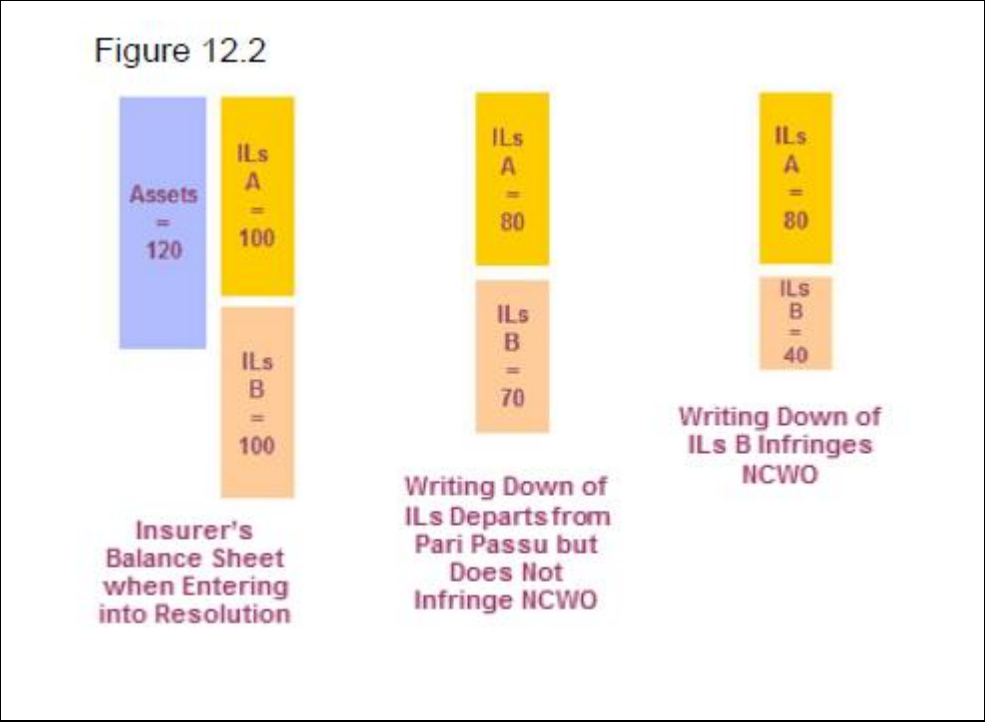 Figure 12.2
Assets
=
120
ILs
A
=
100
ILs
B
=
100
Insurer's
Balance Sheet
when Entering
into Resolution
ILs
A
=
80
ILs
B
=
70
Writing Down of
ILs Departs from
Pari Passu but
Does Not
Infringe NCWO
ILs
A
=
80
ILs
B
=
40
Writing Down of
ILs B Infringes
NCWO